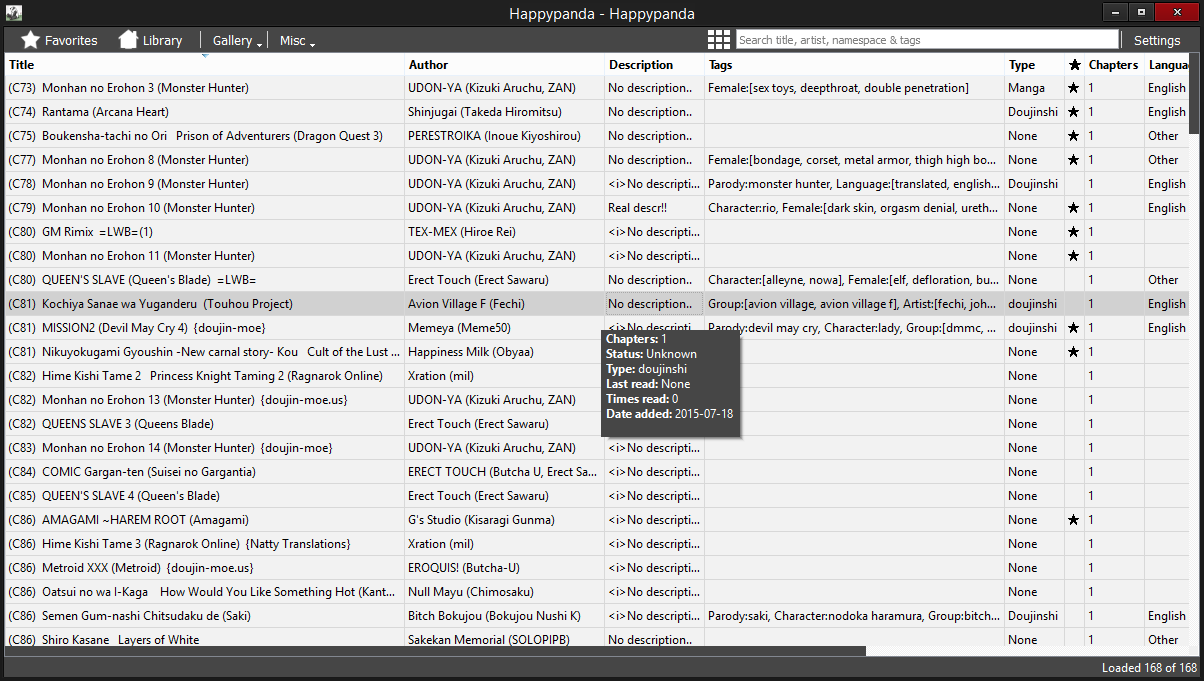 Happypanda - Happypanda
Favorites Library Gallery Misc Search title, artist, namespace & tags Settings
Title Author Description Tags Type ★ Chapters Langua
(C73) Monhan no Erohon 3 (Monster Hunter) UDON-YA (Kizuki Aruchu, ZAN) No description.. Female:[sex toys, deepthroat, double penetration] Manga ★ 1 English
(C74) Rantama (Arcana Heart) Shinjugai (Takeda Hiromitsu) No description.. Doujinshi ★ 1 English
(C75) Boukensha-tachi no Ori Prison of Adventurers (Dragon Quest 3) PERESTROIKA (Inoue Kiyoshirou) No description.. None ★ 1 Other
(C77) Monhan no Erohon 8 (Monster Hunter) UDON-YA (Kizuki Aruchu, ZAN) No description.. Female:[bondage, corset, metal armor, thigh high bo... None ★ 1 Other
(C78) Monhan no Erohon 9 (Monster Hunter) UDON-YA (Kizuki Aruchu, ZAN) <i>No descripti... Parody:monster hunter, Language:[translated, english... Doujinshi 1 English
(C79) Monhan no Erohon 10 (Monster Hunter) UDON-YA (Kizuki Aruchu, ZAN) Real descr!! Character:rio, Female:[dark skin, orgasm denial, ureth... None ★ 1 English
(C80) GM Rimix =LWB=(1) TEX-MEX (Hiroe Rei) <i>No descripti... None ★ 1
(C80) Monhan no Erohon 11 (Monster Hunter) UDON-YA (Kizuki Aruchu, ZAN) <i>No descripti... None ★ 1
(C80) QUEEN'S SLAVE (Queen's Blade) =LWB= Erect Touch (Erect Sawaru) No description.. Character:[alleyne, nowa], Female:[elf, defloration, bu... None 1 Other
(C81) Kochiya Sanae wa Yuganderu (Touhou Project) Avion Village F (Fechi) No description.. Group:[avion village, avion village f], Artist:[fechi, joh... doujinshi 1 English
(C81) MISSION2 (Devil May Cry 4) {doujin-moe} Memeya (Meme50) <i>No descripti... Parody:devil may cry, Character:lady, Group:[dmmc, ... doujinshi ★ 1 English
(C81) Nikuyokugami Gyoushin -New carnal story- Kou Cult of the Lust ... Happiness Milk (Obyaa) None ★ 1
(C82) Hime Kishi Tame 2 Princess Knight Taming 2 (Ragnarok Online) Xration (mil) None 1
(C82) Monhan no Erohon 13 (Monster Hunter) {doujin-moe.us} UDON-YA (Kizuki Aruchu, ZAN) None 1
(C82) QUEENS SLAVE 3 (Queens Blade) Erect Touch (Erect Sawaru) None 1
Chapters: 1
Status: Unknown
Type: doujinshi
Last read: None
Times read: 0
Date added: 2015-07-18
(C83) Monhan no Erohon 14 (Monster Hunter) {doujin-moe} UDON-YA (Kizuki Aruchu, ZAN) <i>No descripti... None 1
(C84) COMIC Gargan-ten (Suisei no Gargantia) ERECT TOUCH (Butcha U, Erect Sa... <i>No descripti... None 1
(C85) QUEEN'S SLAVE 4 (Queen's Blade) Erect Touch (Erect Sawaru) <i>No descripti... None 1
(C86) AMAGAMI ~HAREM ROOT (Amagami) G's Studio (Kisaragi Gunma) <i>No descripti... None ★ 1
(C86) Hime Kishi Tame 3 (Ragnarok Online) {Natty Translations} Xration (mil) <i>No descripti... None 1
(C86) Metroid XXX (Metroid) {doujin-moe.us} EROQUIS! (Butcha-U) <i>No descripti... None 1
(C86) Oatsui no wa I-Kaga How Would You Like Something Hot (Kant... Null Mayu (Chimosaku) <i>No descripti... None 1
(C86) Semen Gum-nashi Chitsudaku de (Saki) Bitch Bokujou (Bokujou Nushi K) <i>No descripti... Parody:saki, Character:nodoka haramura, Group:bitch... Doujinshi 1 English
(C86) Shiro Kasane Layers of White Sakekan Memorial (SOLOPIPB) No description.. None 1 Other
Loaded 168 of 168